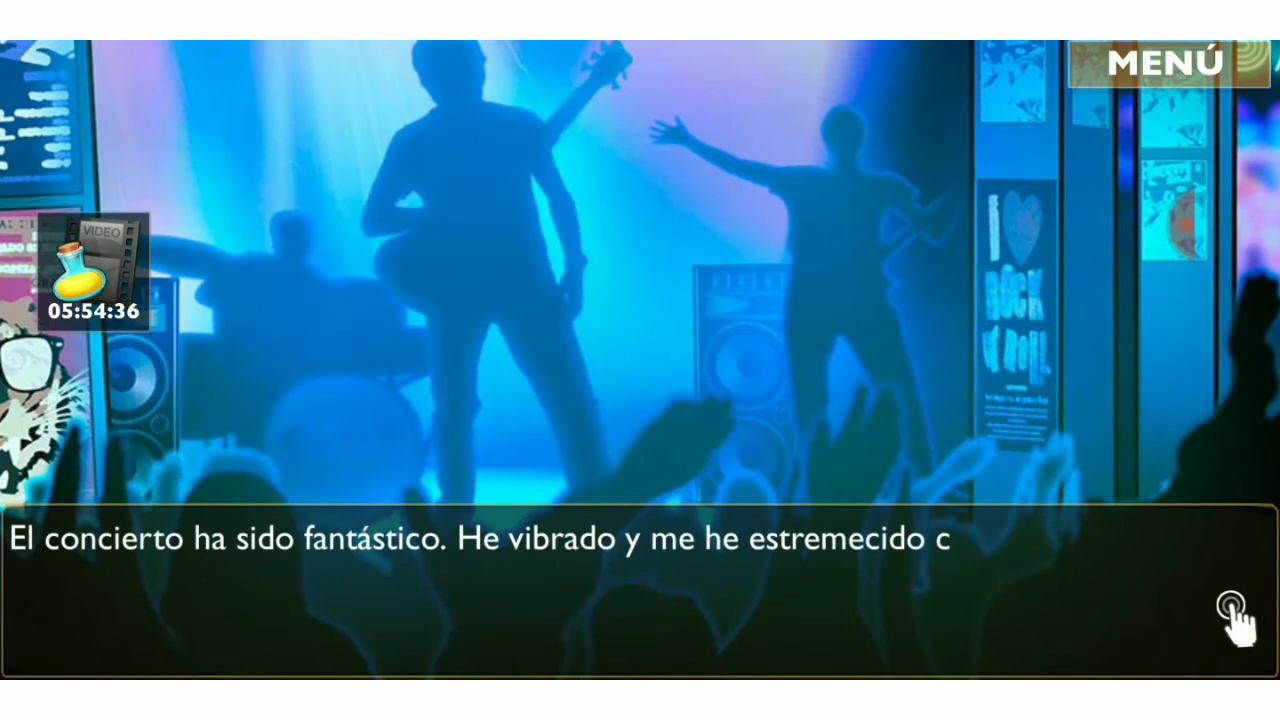 MENÚ
VIDEO
05:54:36
I
ROCK
N' ROLL
El concierto ha sido fantástico. He vibrado y me he estremecido c